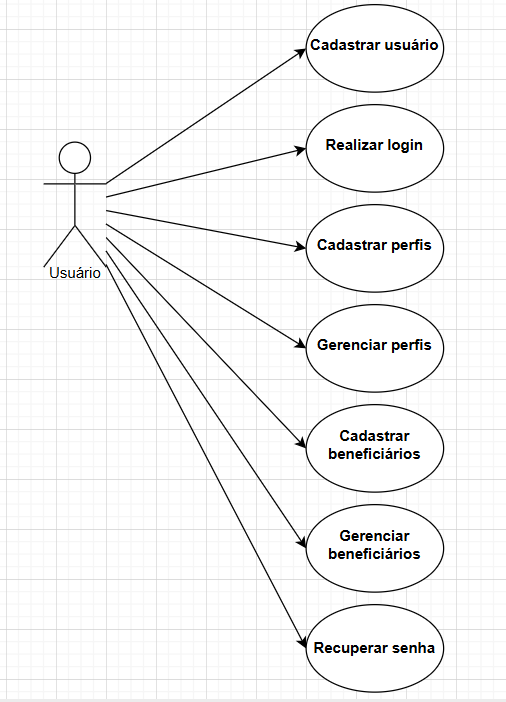 Cadastrar usuário
Realizar login
Cadastrar perfis
Usuário
Gerenciar perfis
Cadastrar
beneficiários
Gerenciar
beneficiários
Recuperar senha